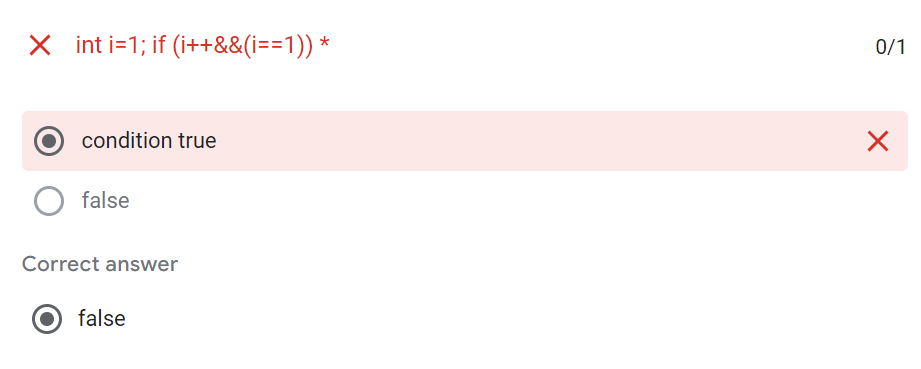 int i=1; if (i++&&(i==1)) *
0/1
condition true
false
Correct answer
false